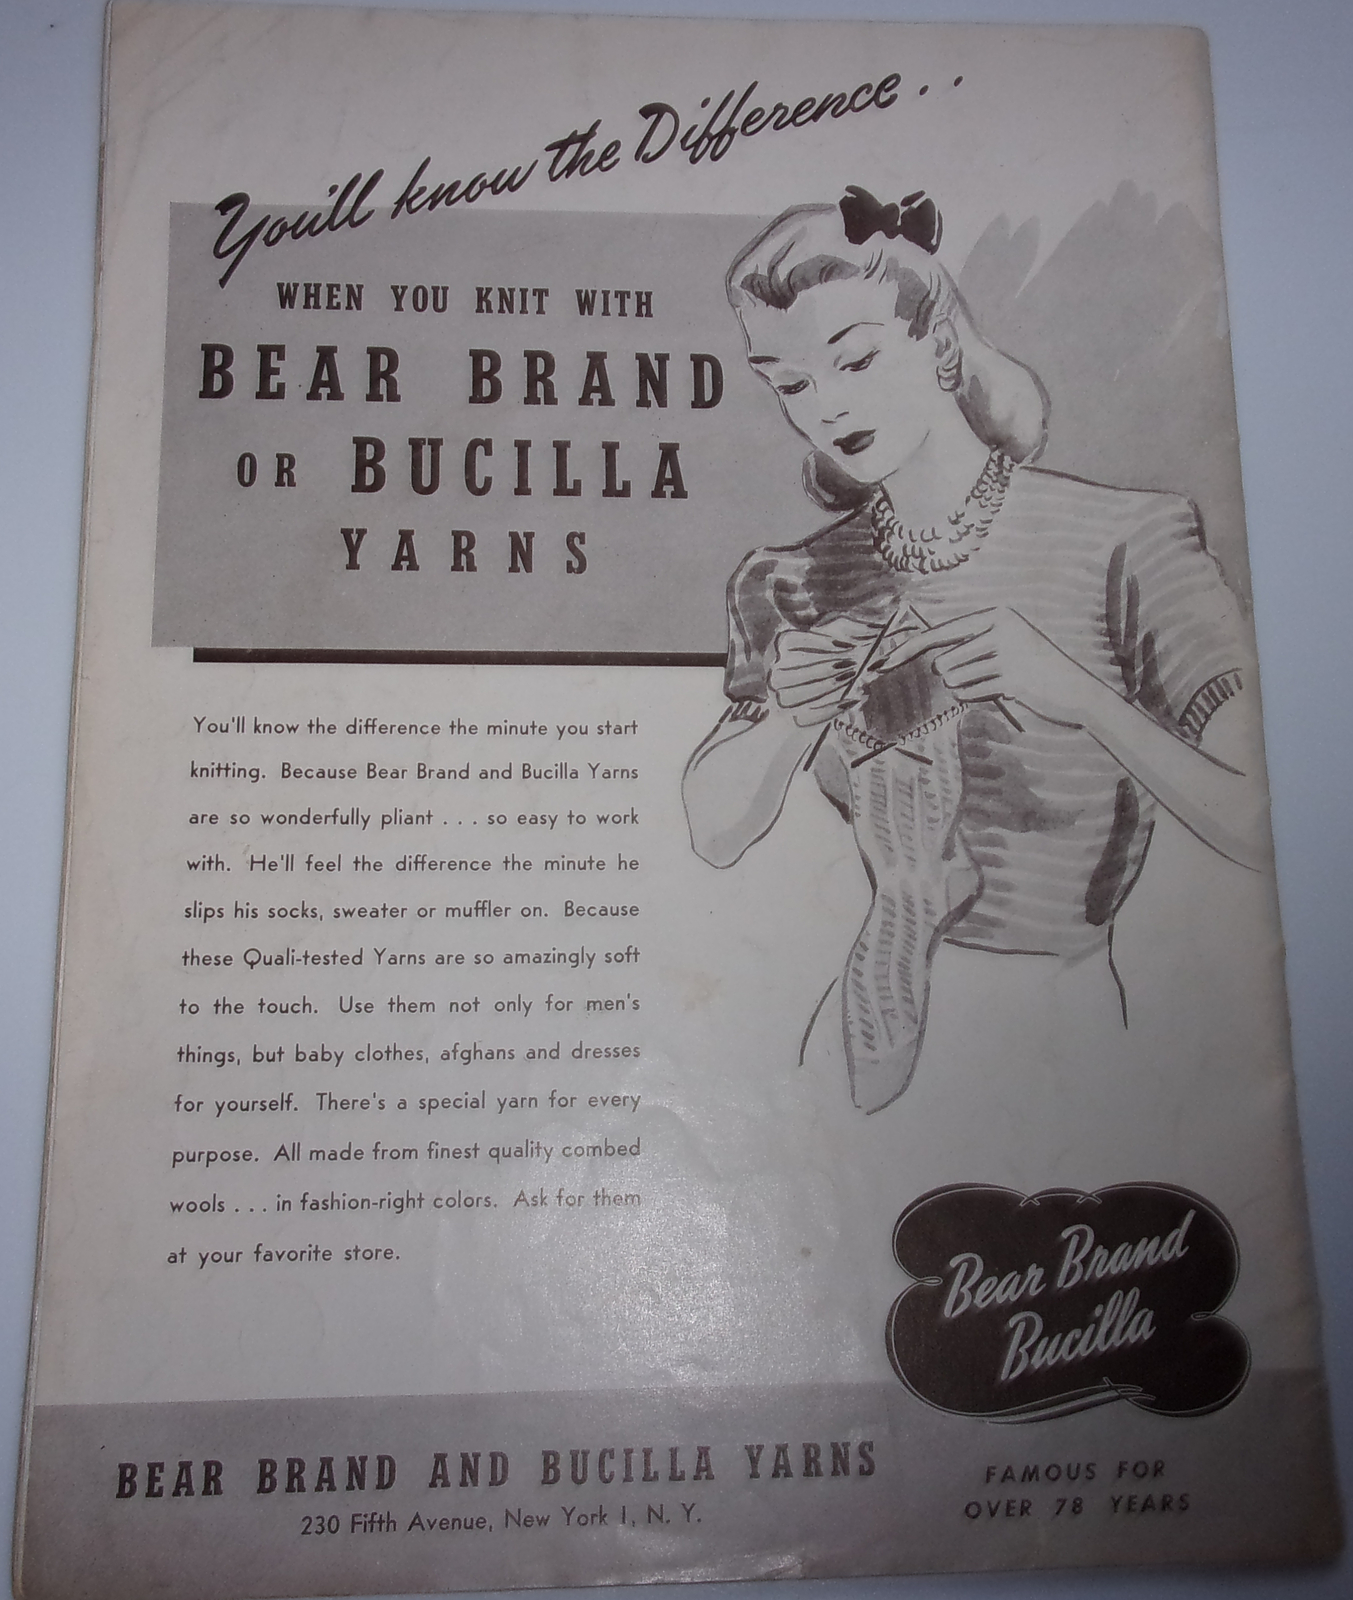 You'll know the Difference . .
WHEN YOU KNIT WITH
BEAR BRAND
OR BUCILLA
YARNS
You'll know the difference the minute you start
knitting. Because Bear Brand and Bucilla Yarns
are so wonderfully pliant . . . so easy to work
with. He'll feel the difference the minute he
slips his socks, sweater or muffler on. Because
these Quali-tested Yarns are so amazingly soft
to the touch. Use them not only for men's
things, but baby clothes, afghans and dresses
for yourself. There's a special yarn for every
purpose. All made from finest quality combed
wools . . . in fashion-right colors. Ask for them
at your favorite store.
Bear Brand
Bucilla
BEAR BRAND AND BUCILLA YARNS
230 Fifth Avenue, New York 1, N. Y.
FAMOUS FOR
OVER 78 YEARS